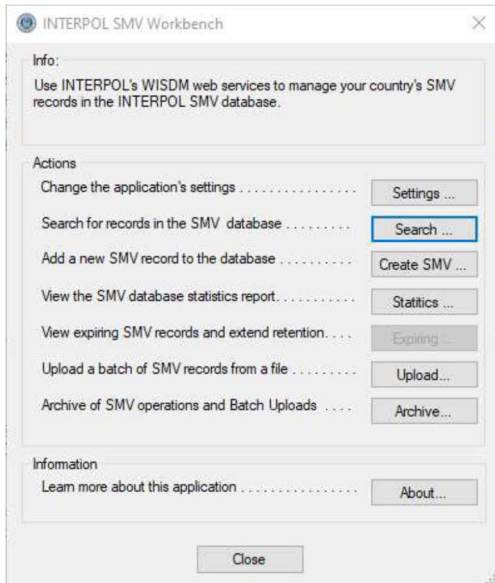 INTERPOL SMV Workbench
Info:
Use INTERPOL's WISDM web services to manage your country's SMV
records in the INTERPOL SMV database.
Actions
Change the application's settings . . . . . . . . . . . . . . . . Settings ...
Search for records in the SMV database . . . . . . . . . Search ...
Add a new SMV record to the database . . . . . . . . . . Create SMV ...
View the SMV database statistics report. . . . . . . . . . . Statitics ...
View expiring SMV records and extend retention. . . . Expiring ...
Upload a batch of SMV records from a file . . . . . . . . . Upload...
Archive of SMV operations and Batch Uploads . . . . Archive...
Information
Learn more about this application . . . . . . . . . . . . . . . . About...
Close